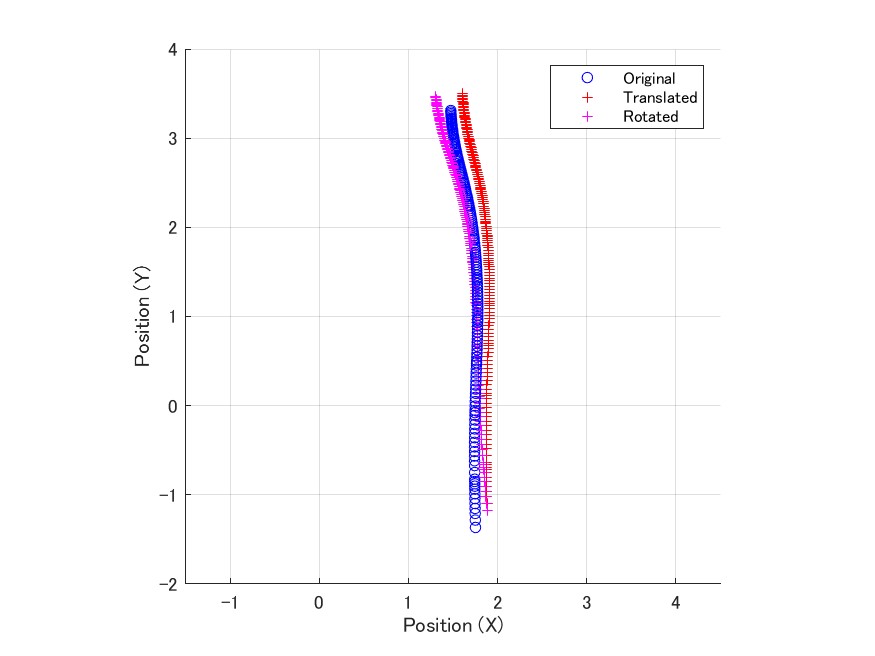 4
3
2
1
0
−1
−2
−1
0
1
2
3
4
Position (Y)
Position (X)
Original
Translated
Rotated